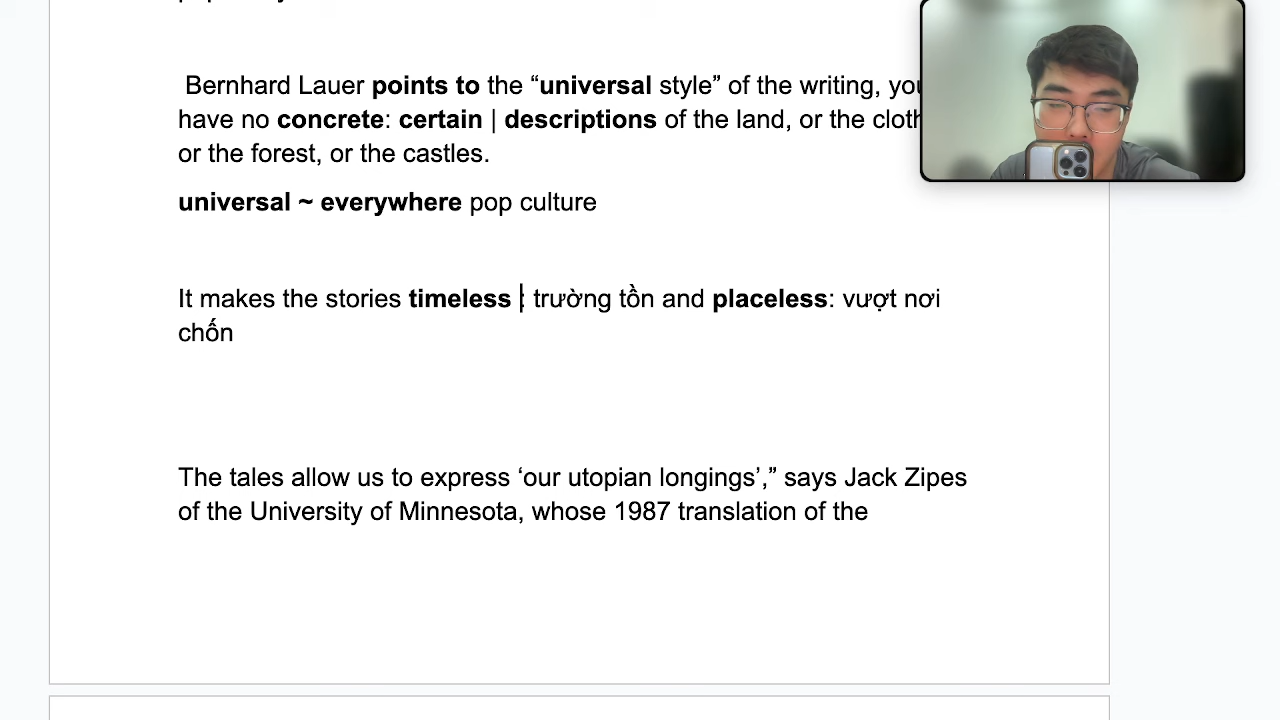 Bernhard Lauer points to the “universal style” of the writing,
have no concrete: certain | descriptions of the land, or the
or the forest, or the castles.
universal ~ everywhere pop culture
It makes the stories timeless : trường tồn and placeless: vượt nơi
chốn
The tales allow us to express ‘our utopian longings’,” says Jack Zipes
of the University of Minnesota, whose 1987 translation of the